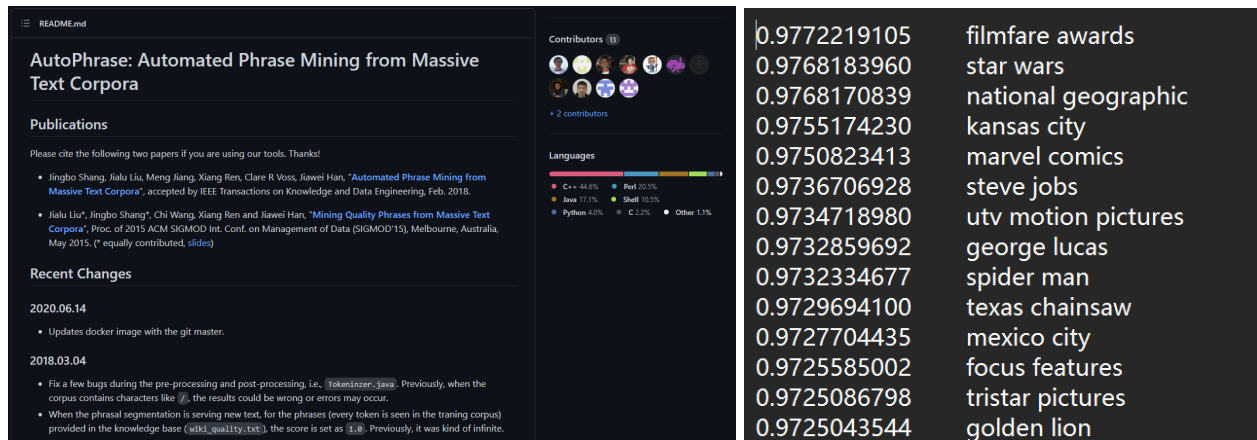 README.md
AutoPhrase: Automated Phrase Mining from Massive
Text Corpora
Publications
Please cite the following two papers if you are using our tools. Thanks!
• Jingbo Shang, Jialu Liu, Meng Jiang, Xiang Ren, Clare R Voss, Jiawei Han, "Automated Phrase Mining from
Massive Text Corpora", accepted by IEEE Transactions on Knowledge and Data Engineering, Feb. 2018.
• Jialu Liu*, Jingbo Shang*, Chi Wang, Xiang Ren and Jiawei Han, "Mining Quality Phrases from Massive Text
Corpora", Proc. of 2015 ACM SIGMOD Int. Conf. on Management of Data (SIGMOD'15), Melbourne, Australia,
May 2015. (* equally contributed, slides)
Recent Changes
2020.06.14
• Updates docker image with the git master.
2018.03.04
• Fix a few bugs during the pre-processing and post-processing, i.e., Tokeninzer.java. Previously, when the
corpus contains characters like /, the results could be wrong or errors may occur.
• When the phrasal segmentation is serving new text, for the phrases (every token is seen in the traning corpus)
provided in the knowledge base (wiki_quality.txt), the score is set as 1.0. Previously, it was kind of infinite.
Contributors 13
+ 2 contributors
Languages
C++ 44.6% Perl 20.5%
Java 17.1% Shell 10.5%
Python 4.0% C 2.2% Other 1.1%
0.9772219105 filmfare awards
0.9768183960 star wars
0.9768170839 national geographic
0.9755174230 kansas city
0.9750823413 marvel comics
0.9736706928 steve jobs
0.9734718980 utv motion pictures
0.9732859692 george lucas
0.9732334677 spider man
0.9729694100 texas chainsaw
0.9727704435 mexico city
0.9725585002 focus features
0.9725086798 tristar pictures
0.9725043544 golden lion